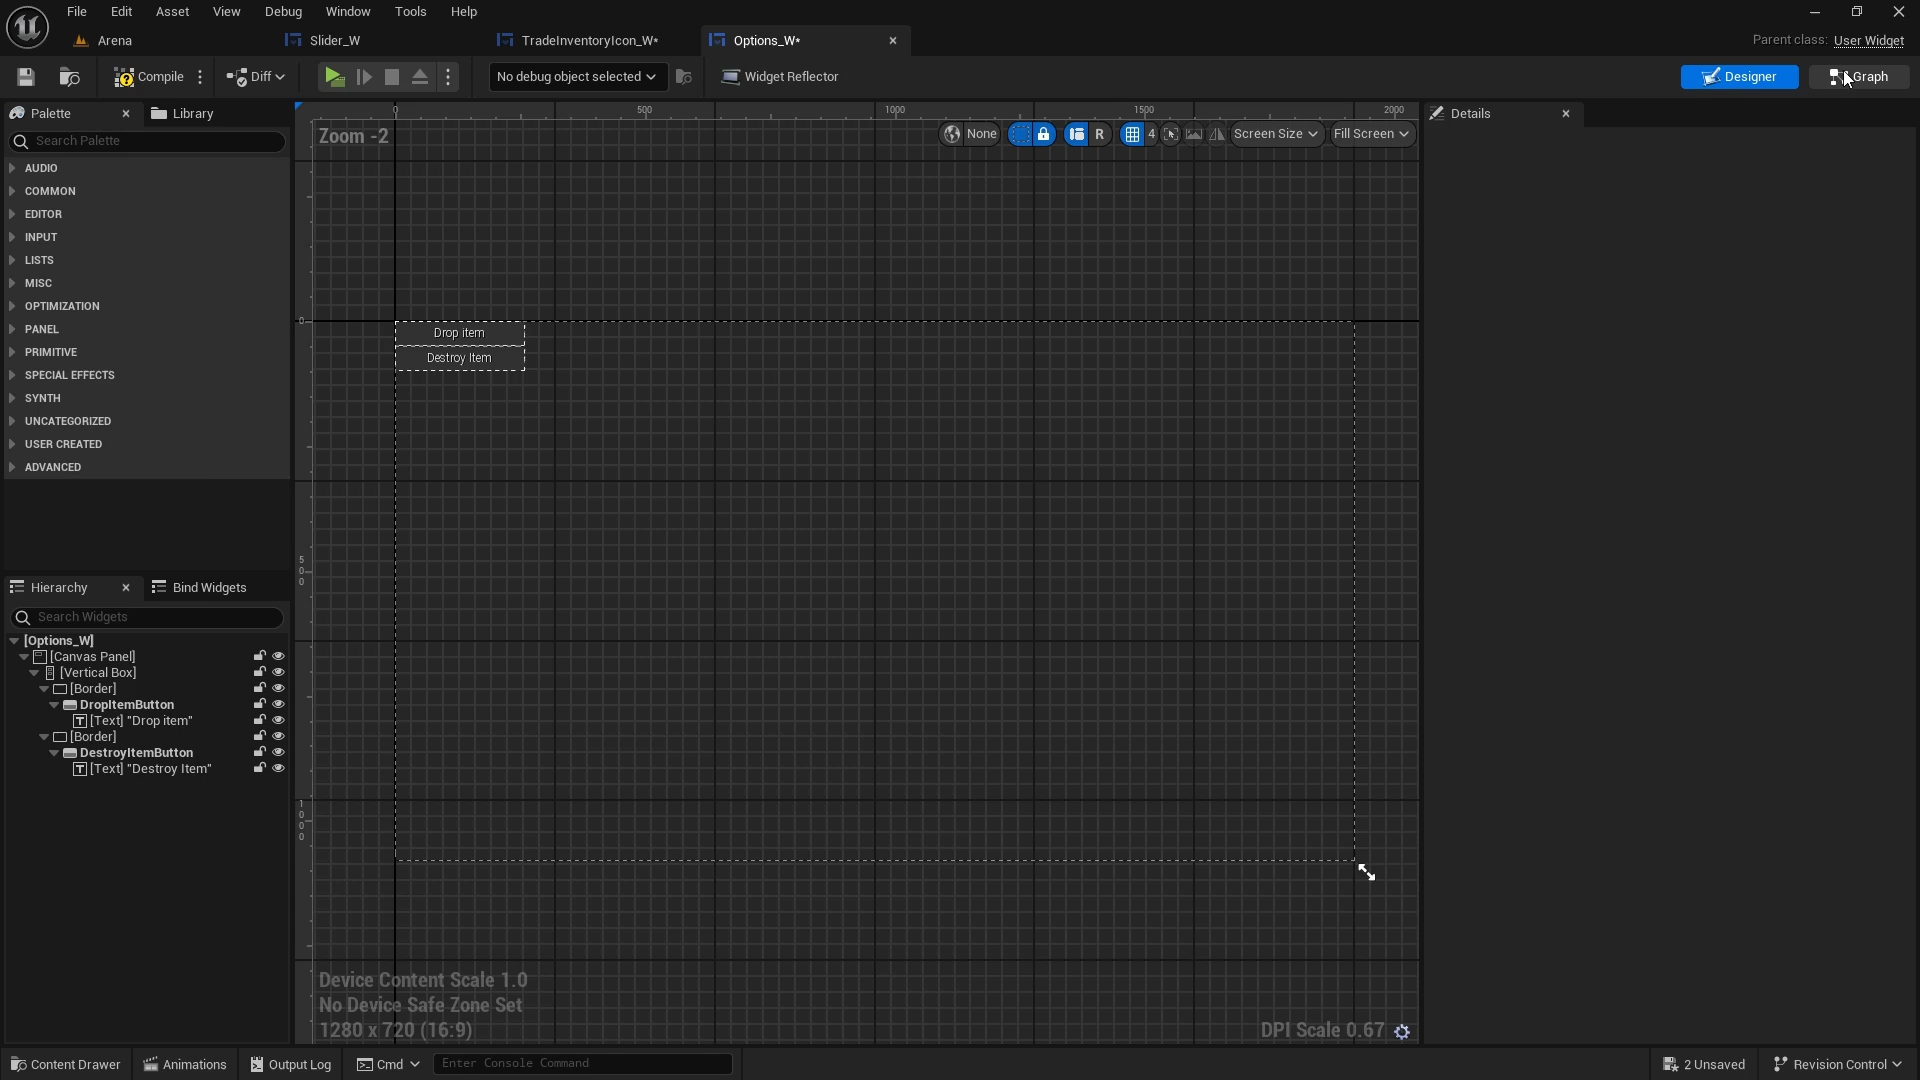 File Edit Asset View Debug Window Tools Help
Arena Slider_W TradeInventoryIcon_W* Options_W* Parent class: User Widget
Compile Diff No debug object selected Widget Reflector Designer Graph
Palette Library Details
0 500 1000 1500 2000
Zoom -2 None R 4 Screen Size Fill Screen
Search Palette
AUDIO
COMMON
EDITOR
INPUT
LISTS
MISC
OPTIMIZATION
PANEL
PRIMITIVE
SPECIAL EFFECTS
SYNTH
UNCATEGORIZED
USER CREATED
ADVANCED
0
Drop item
Destroy Item
500
1000
Hierarchy Bind Widgets
Search Widgets
[Options_W]
[Canvas Panel]
[Vertical Box]
[Border]
DropItemButton
[Text] "Drop item"
[Border]
DestroyItemButton
[Text] "Destroy Item"
Device Content Scale 1.0
No Device Safe Zone Set
1280 x 720 (16:9) DPI Scale 0.67
Content Drawer Animations Output Log Cmd Enter Console Command 2 Unsaved Revision Control